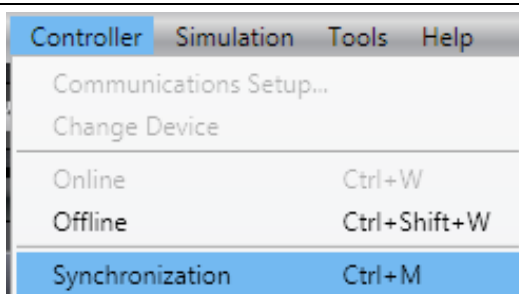 Controller Simulation Tools Help
Communications Setup...
Change Device
Online Ctrl+W
Offline Ctrl+Shift+W
Synchronization Ctrl+M